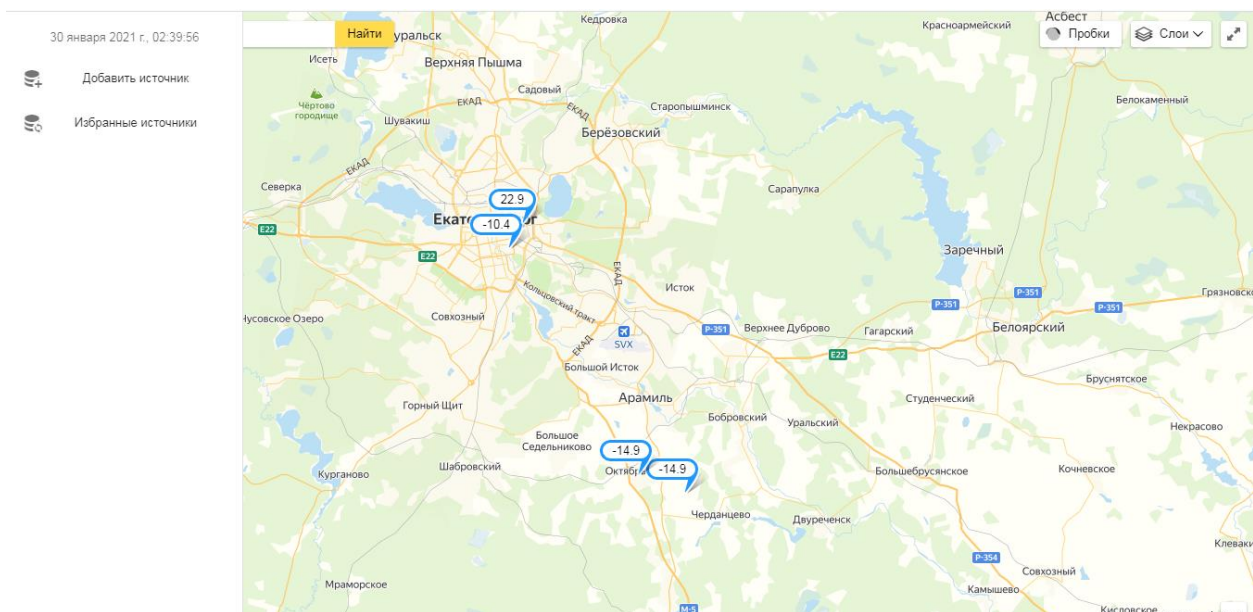 30 января 2021 г., 02:39:56
Добавить источник
Избранные источники
Найти
Пробки
Слои
Кедровка
Красноармейский
Асбест
уральск
Исеть
Верхняя Пышма
Садовый
ЕКАД
ЕКАД
Старопышминск
Белокаменный
Чёртово
городище
Шувакиш
Берёзовский
ЕКАД
Северка
Сарапулка
22.9
Екат
рг
-10.4
E22
E22
Заречный
ЕКАД
Исток
Кольцовский тракт
P-351
P-351
P-351
Грязновск
Чусовское Озеро
Совхозный
SVX
P-351
Верхнее Дуброво
Гагарский
Белоярский
ЕКАД
E22
Большой Исток
Бруснятское
Арамиль
Студенческий
Горный Щит
Бобровский
Уральский
Некрасово
Большое
Седельниково
-14.9
-14.9
Октябр
Шабровский
Курганово
Большебрусянское
Кочневское
Черданцево
Двуреченск
Клеваки
P-354
Совхозный
Мраморское
Камышево
М-5
Кисловское